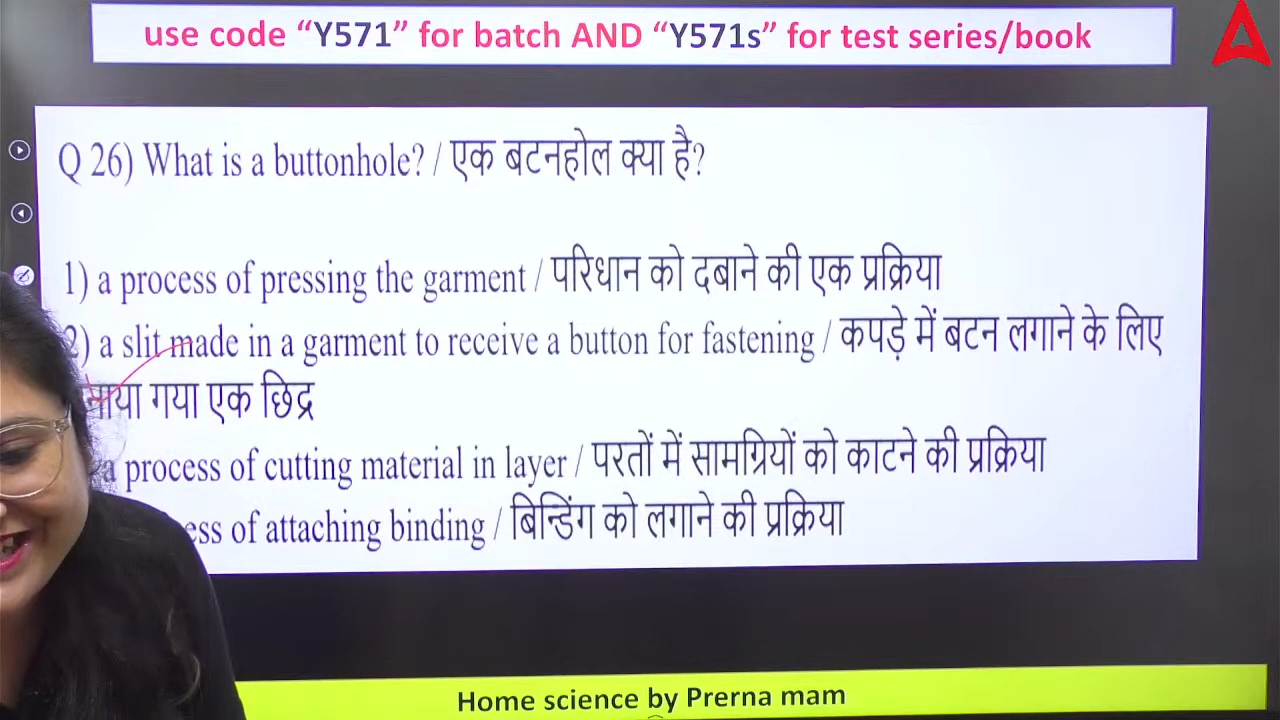 use code “Y571” for batch AND “Y571s” for test series/book
Q 26) What is a buttonhole? / एक बटनहोल क्या है?
1) a process of pressing the garment / परिधान को दबाने की एक प्रक्रिया
2) a slit made in a garment to receive a button for fastening / कपड़े में बटन लगाने के लिए
गया एक छिद्र
a process of cutting material in layer / परतों में सामग्रियों को काटने की प्रक्रिया
of attaching binding / बिन्डिंग को लगाने की प्रक्रिया
Home science by Prerna mam